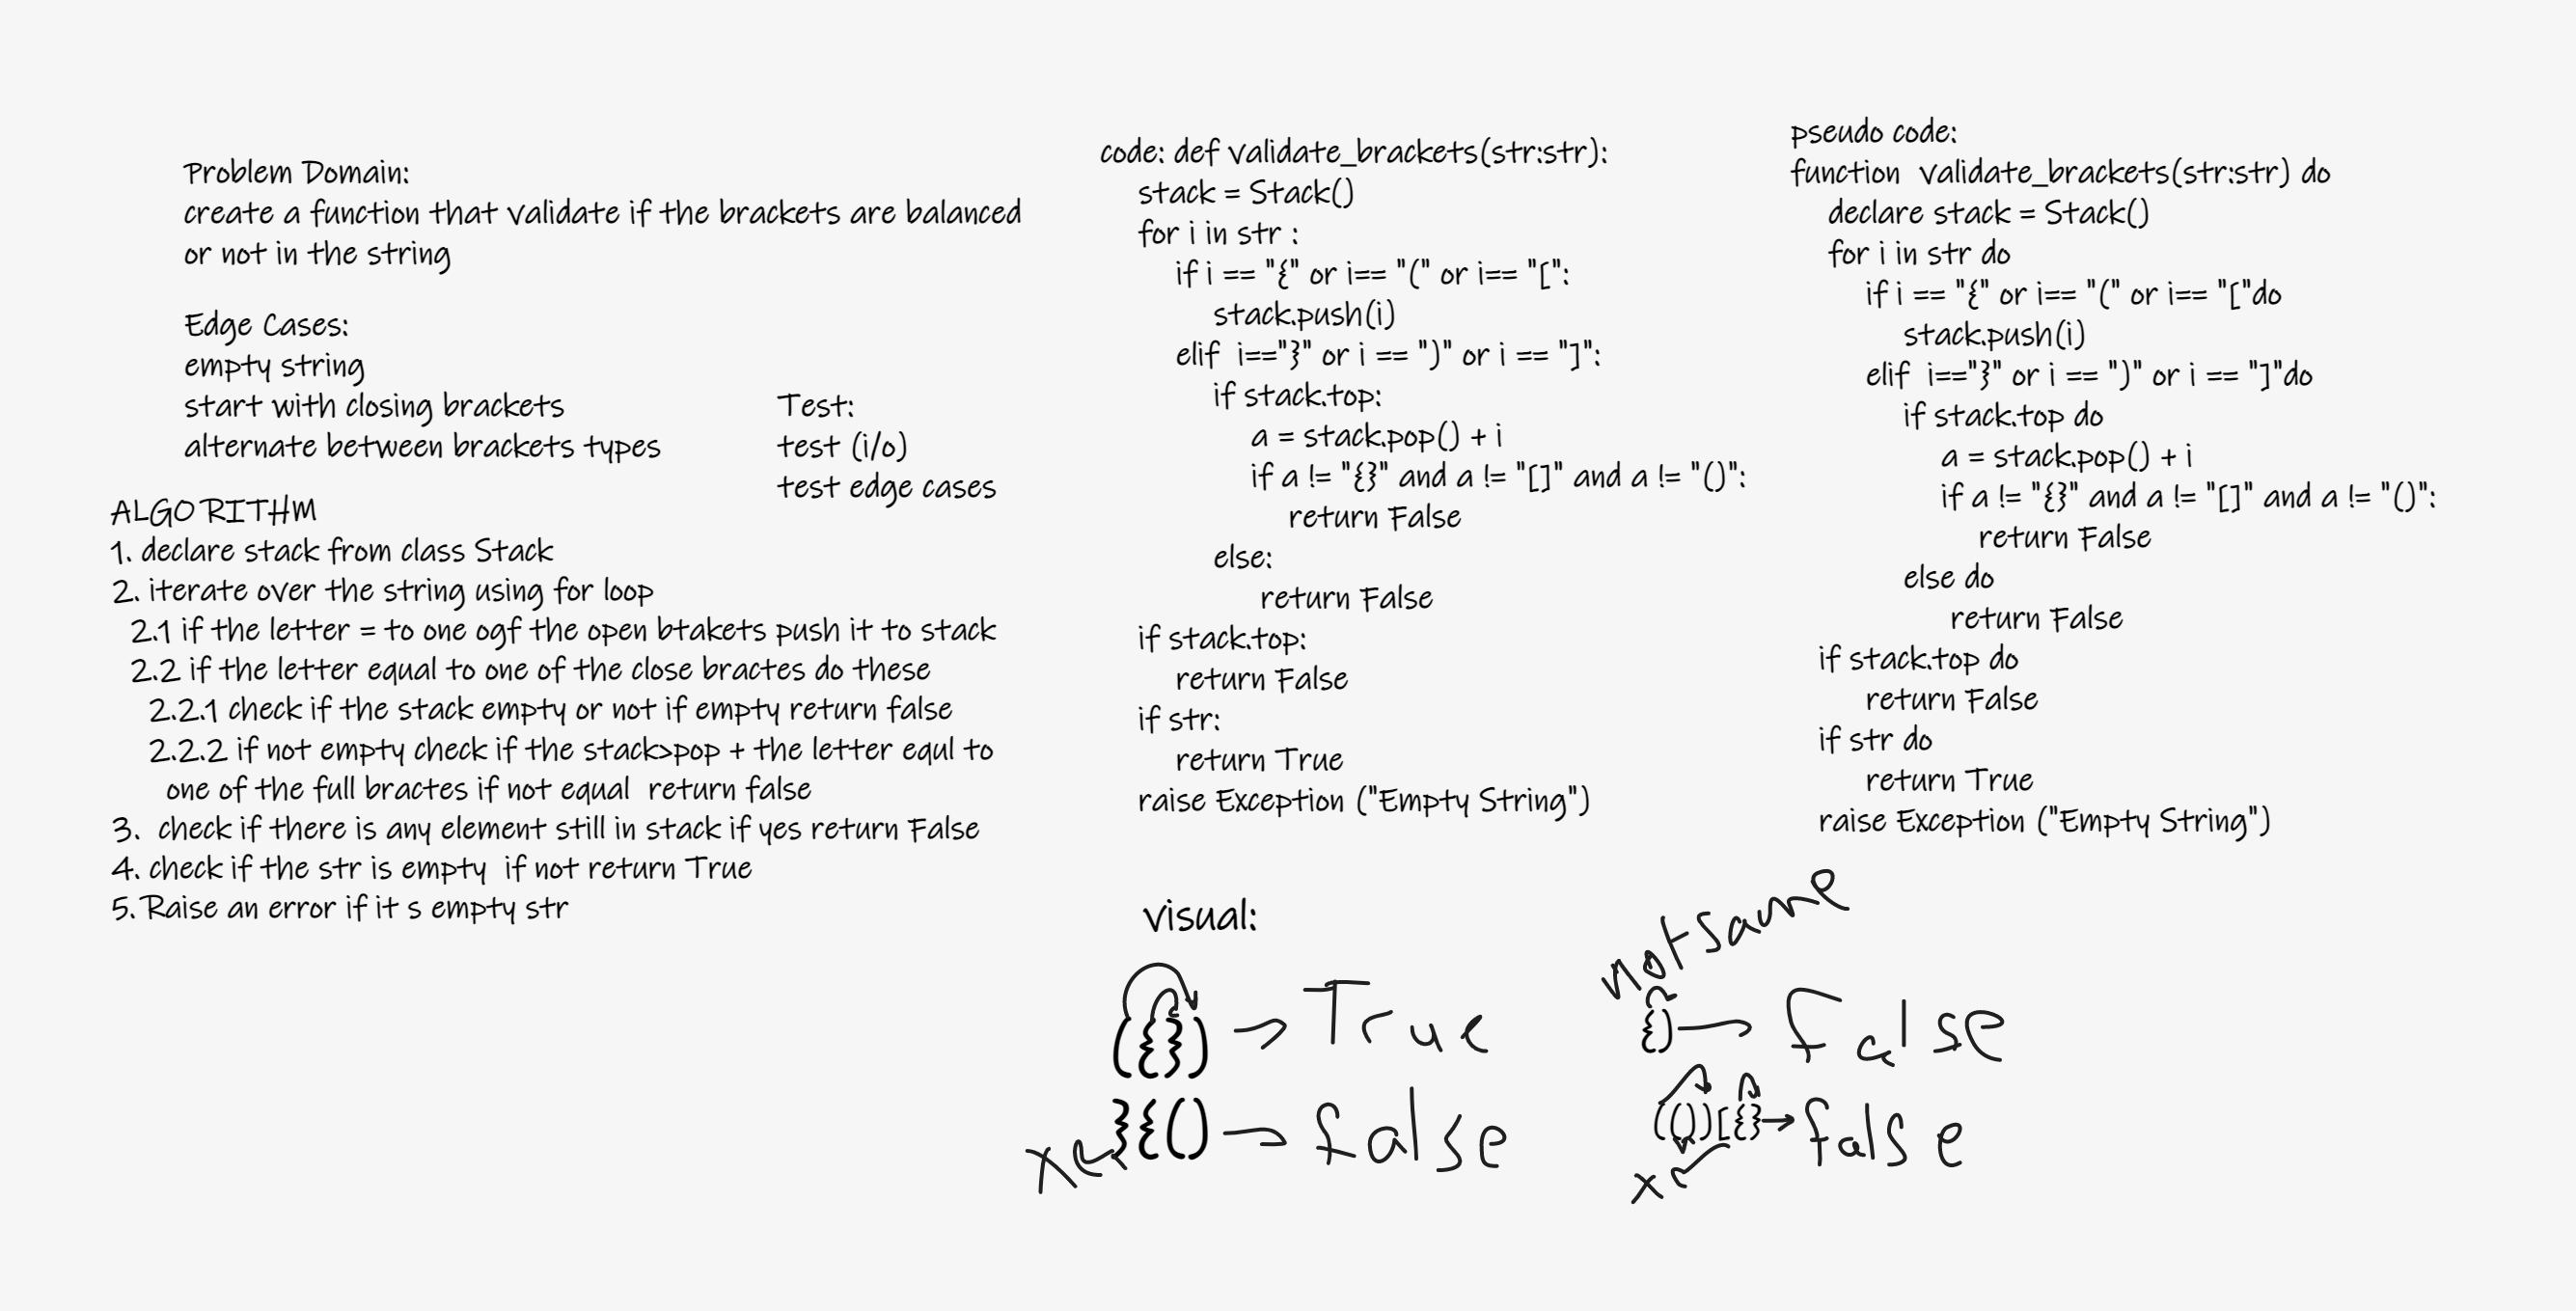 Problem Domain:
create a function that validate if the brackets are balanced
or not in the string
Edge Cases:
empty string
start with closing brackets
alternate between brackets types
Test:
test (i/o)
test edge cases
ALGORITHM
1. declare stack from class Stack
2. iterate over the string using for loop
2.1 if the letter = to one ogf the open btakets push it to stack
2.2 if the letter equal to one of the close bractes do these
2.2.1 check if the stack empty or not if empty return false
2.2.2 if not empty check if the stack>pop + the letter equl to
one of the full bractes if not equal  return false
3.  check if there is any element still in stack if yes return False
4. check if the str is empty  if not return True
5. Raise an error if it s empty str
code: def validate_brackets(str:str):
stack = Stack()
for i in str :
if i == "{" or i== "(" or i== "[":
stack.push(i)
elif  i=="}" or i == ")" or i == "]":
if stack.top:
a = stack.pop() + i
if a != "{}" and a != "[]" and a != "()":
return False
else:
return False
if stack.top:
return False
if str:
return True
raise Exception ("Empty String")
pseudo code:
function  validate_brackets(str:str) do
declare stack = Stack()
for i in str do
if i == "{" or i== "(" or i== "["do
stack.push(i)
elif  i=="}" or i == ")" or i == "]"do
if stack.top do
a = stack.pop() + i
if a != "{}" and a != "[]" and a != "()":
return False
else do
return False
if stack.top do
return False
if str do
return True
raise Exception ("Empty String")
visual:
({}) → True
x }{() → false
not same
{) → false
(())[{} → false
x